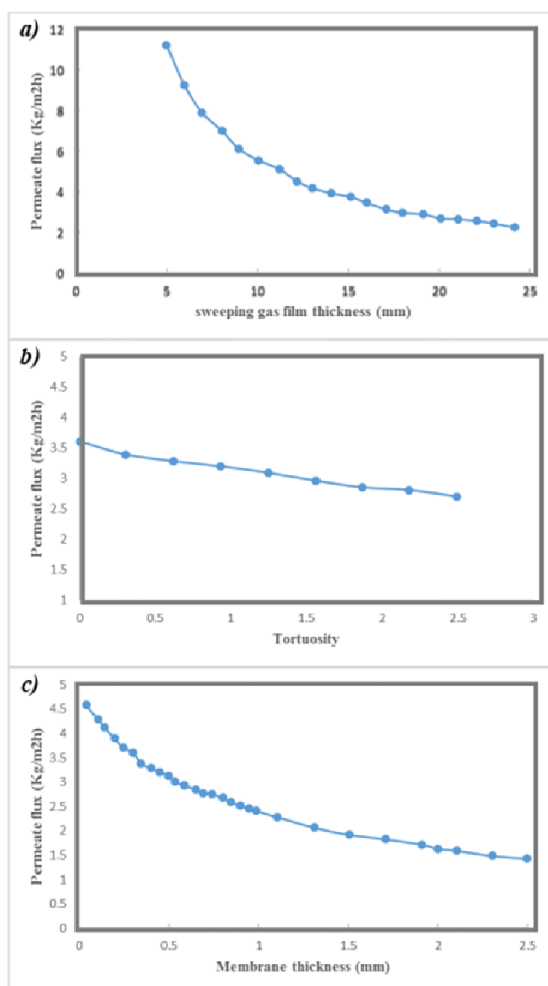 a)
12
10
8
6
4
2
0
Permeate flux (Kg/m2h)
0 5 10 15 20 25
sweeping gas film thickness (mm)
b)
5
4.5
4
3.5
3
2.5
2
1.5
1
Permeate flux (Kg/m2h)
0 0.5 1 1.5 2 2.5 3
Tortuosity
c)
5
4.5
4
3.5
3
2.5
2
1.5
1
0.5
0
Permeate flux (Kg/m2h)
0 0.5 1 1.5 2 2.5
Membrane thickness (mm)